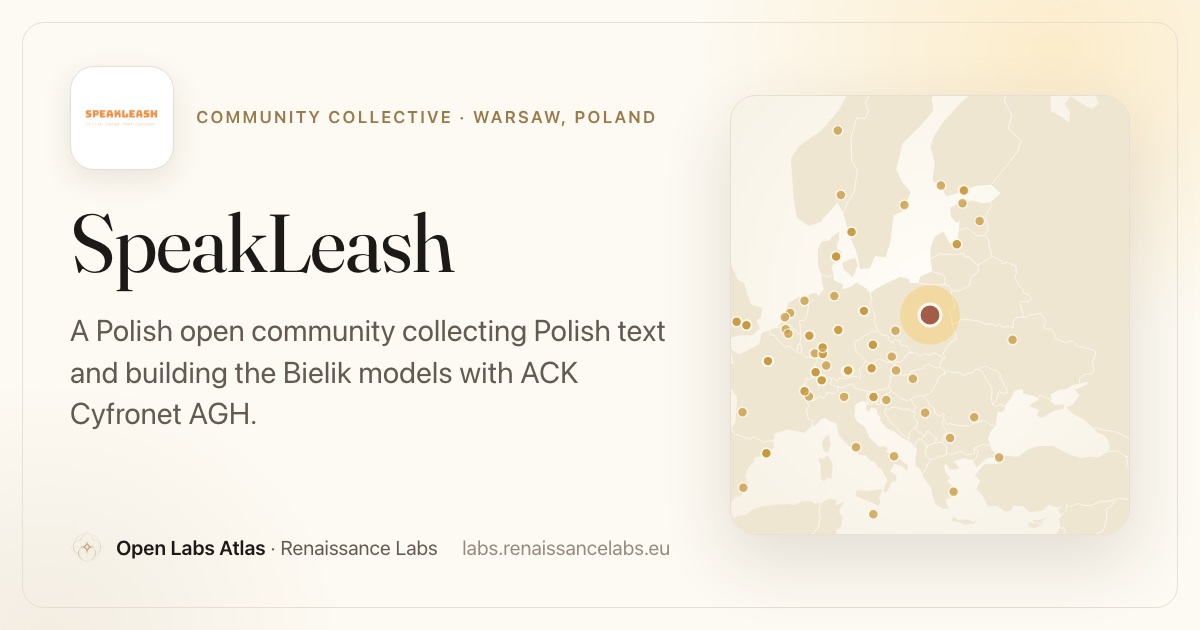 SPEAKLEASH
COMMUNITY COLLECTIVE · WARSAW, POLAND
SpeakLeash
A Polish open community collecting Polish text
and building the Bielik models with ACK
Cyfronet AGH.
Open Labs Atlas · Renaissance Labs labs.renaissancelabs.eu